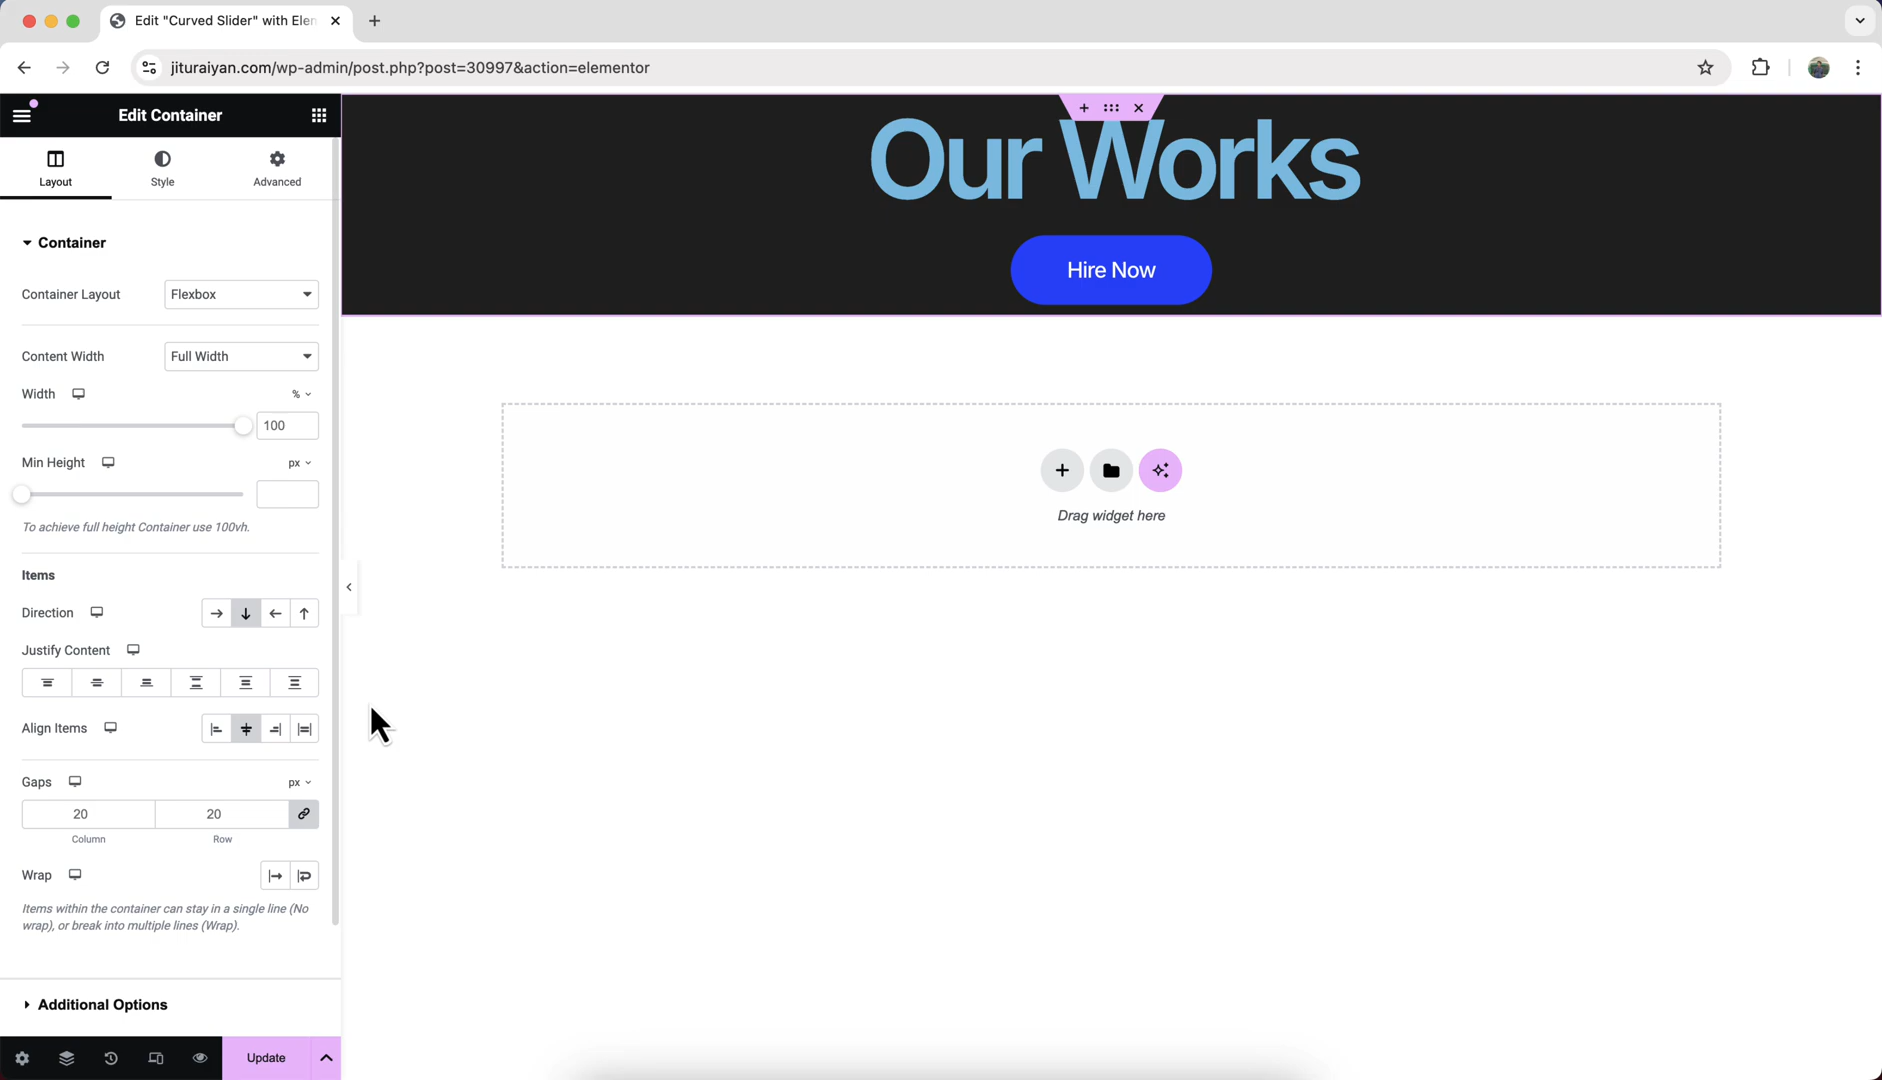 Edit "Curved Slider" with Elen
jituraiyan.com/wp-admin/post.php?post=30997&action=elementor
Edit Container
Layout
Style
Advanced
Container
Container Layout
Flexbox
Content Width
Full Width
Width
%
100
Min Height
px
To achieve full height Container use 100vh.
Items
Direction
Justify Content
Align Items
Gaps
px
20
20
Column
Row
Wrap
Items within the container can stay in a single line (No
wrap), or break into multiple lines (Wrap).
Additional Options
Update
Our Works
Hire Now
Drag widget here